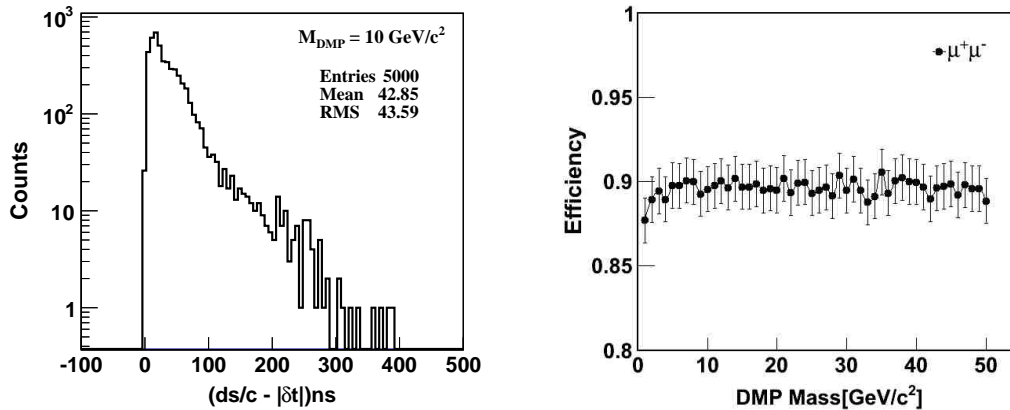 M_DMP = 10 GeV/c²
Entries 5000
Mean 42.85
RMS 43.59
Counts
10³
10²
10
1
-100 0 100 200 300 400 500
(ds/c - |δt|)ns
μ⁺μ⁻
Efficiency
1
0.95
0.9
0.85
0.8
0 10 20 30 40 50
DMP Mass[GeV/c²]